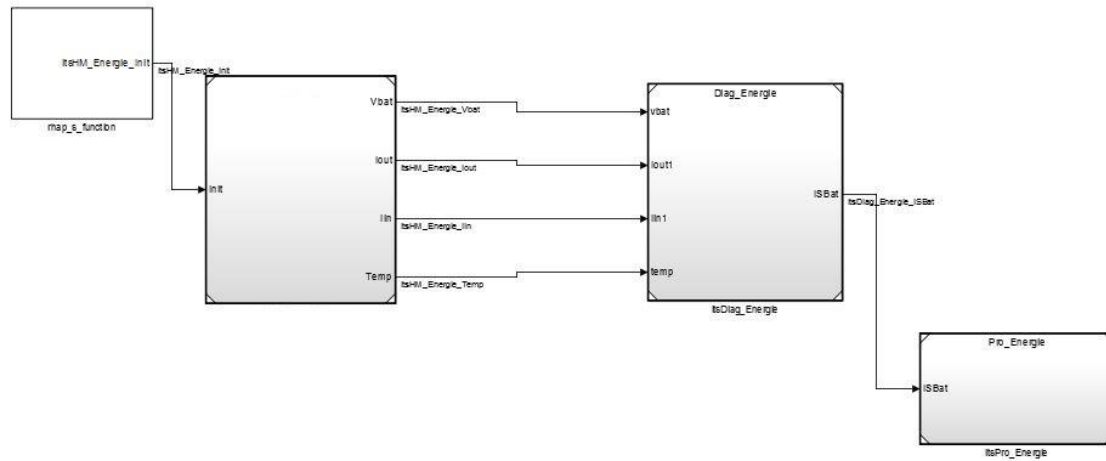 itsHM_Energie_Init
itsHM_Energie_Init
rhap_s_function
Init
Vbat
itsHM_Energie_Vbat
Iout
itsHM_Energie_Iout
Iin
itsHM_Energie_Iin
Temp
itsHM_Energie_Temp
Diag_Energie
vbat
Iout1
Iin1
temp
ISBat
itsDiag_Energie_ISBat
itsDiag_Energie
Pro_Energie
ISBat
itsPro_Energie